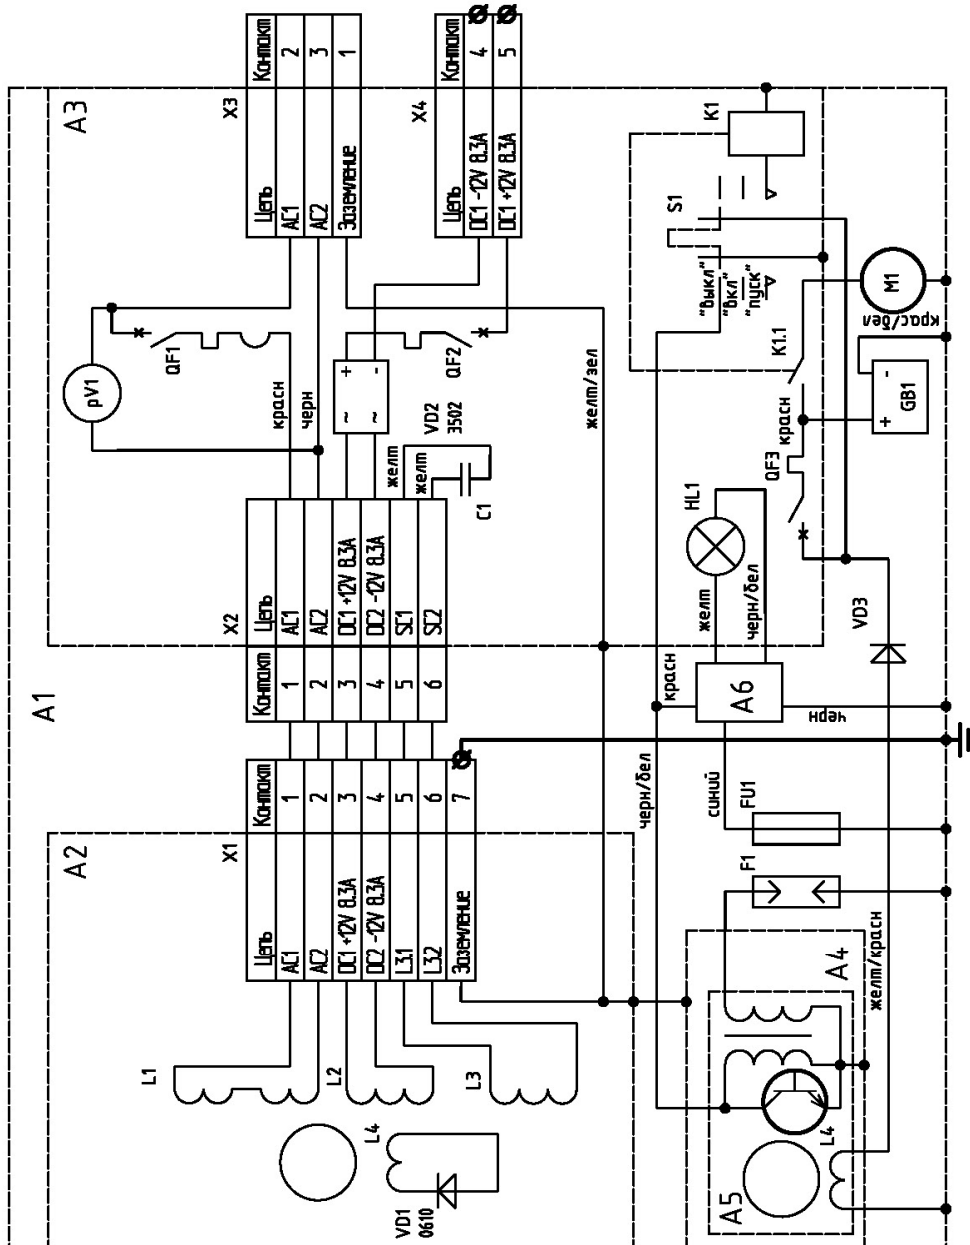 A1
A3
X3
Цепь
Контакт
AC1
2
AC2
3
Заземление
1
X4
Цепь
Контакт
DC1 -12V 8.3A
4
DC1 +12V 8.3A
5
pV1
QF1
красн
черн
+
-
~
~
VD2
3502
QF2
желт
желт
C1
желт/зел
X2
Цепь
Контакт
AC1
1
AC2
2
DC1 +12V 8.3A
3
DC2 -12V 8.3A
4
SC1
5
SC2
6
K1
S1
"Выкл"
"Вкл"
"пуск"
K1.1
M1
крас/бел
красн
+
-
GB1
QF3
HL1
желт
черн/бел
VD3
красн
A6
черн
черн/бел
синий
FU1
F1
желт/красн
A2
X1
Цепь
Контакт
AC1
1
AC2
2
DC1 +12V 8.3A
3
DC2 -12V 8.3A
4
L3.1
5
L3.2
6
Заземление
7
L1
L2
L3
L4
VD1
0610
A4
A5
L4